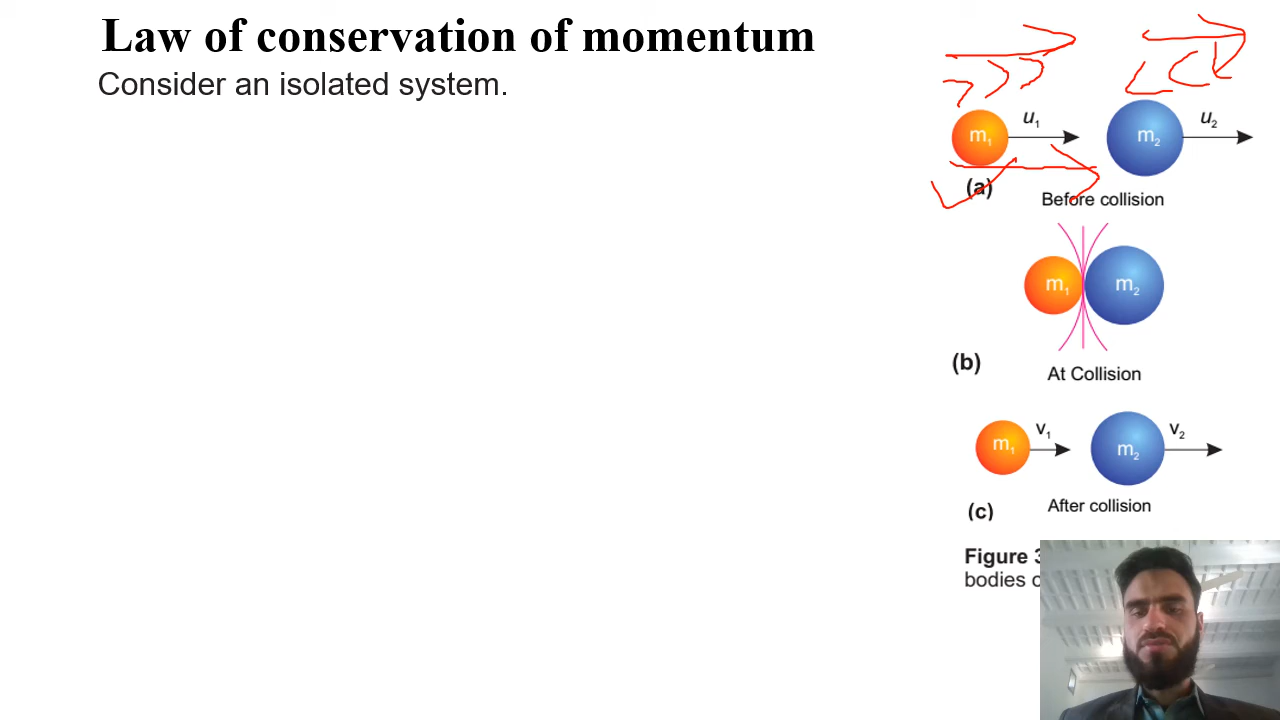 Law of conservation of momentum
Consider an isolated system.
m₁ u₁ m₂ u₂
(a) Before collision
m₁ m₂
(b) At Collision
m₁ v₁ m₂ v₂
(c) After collision
Figure
bodies